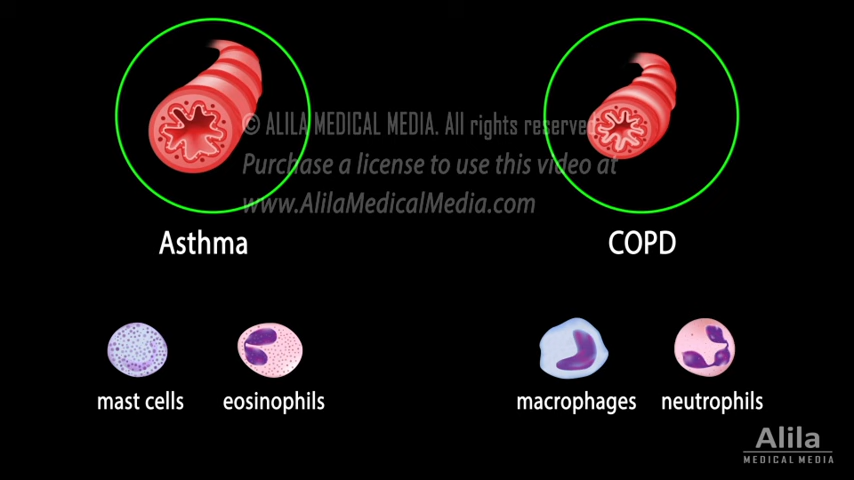 © ALILA MEDICAL MEDIA. All rights reserved.
Purchase a license to use this video at
www.AlilaMedicalMedia.com
Asthma
COPD
mast cells
eosinophils
macrophages
neutrophils
Alila
MEDICAL MEDIA